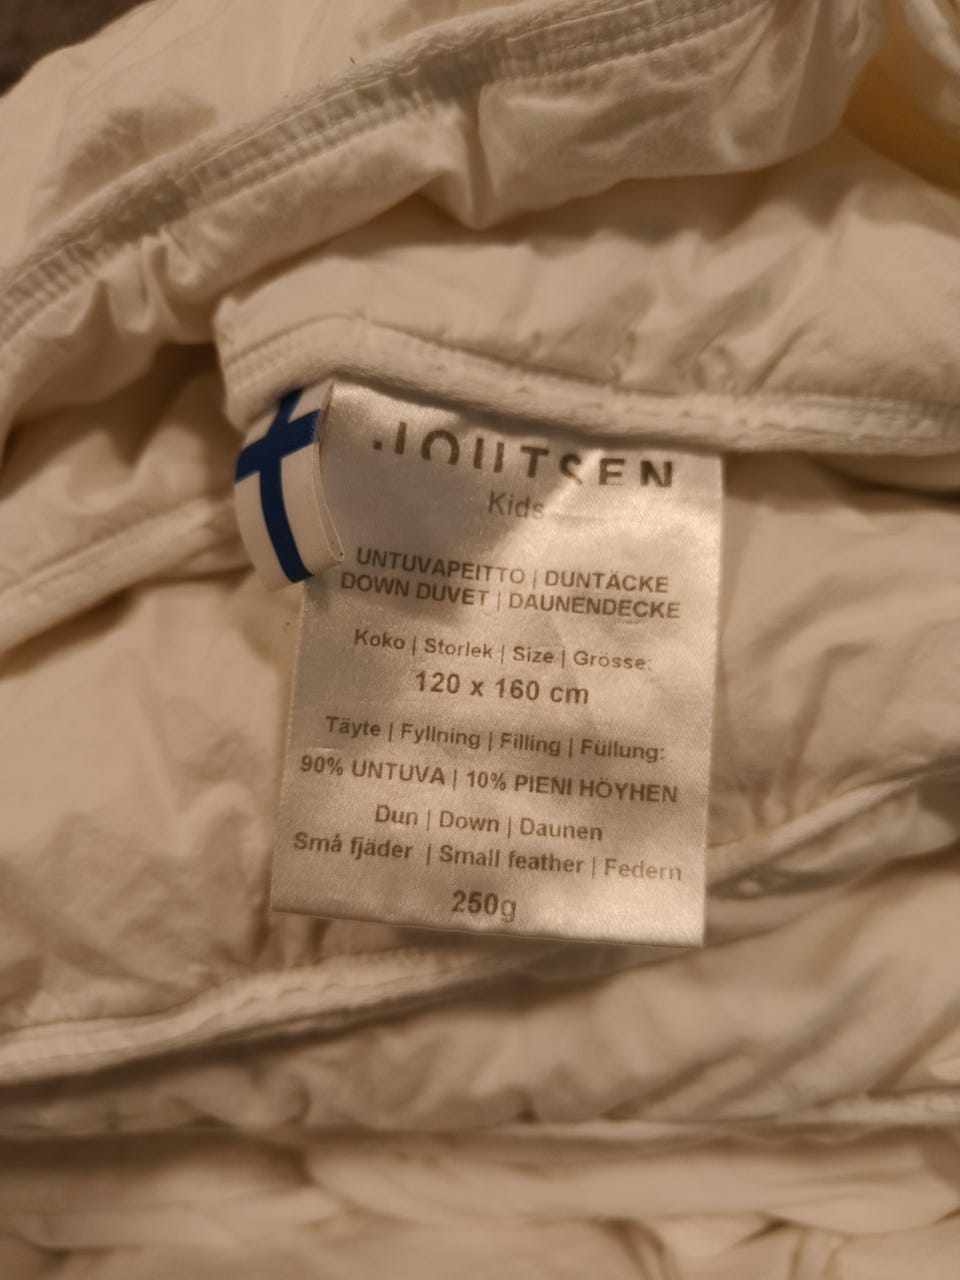 JOUTSEN
Kids
UNTUVAPEITTO | DUNTÄCKE
DOWN DUVET | DAUNENDECKE
Koko | Storlek | Size | Grösse:
120 x 160 cm
Täyte | Fyllning | Filling | Füllung:
90% UNTUVA | 10% PIENI HÖYHEN
Dun | Down | Daunen
Små fjäder | Small feather | Federn
250g